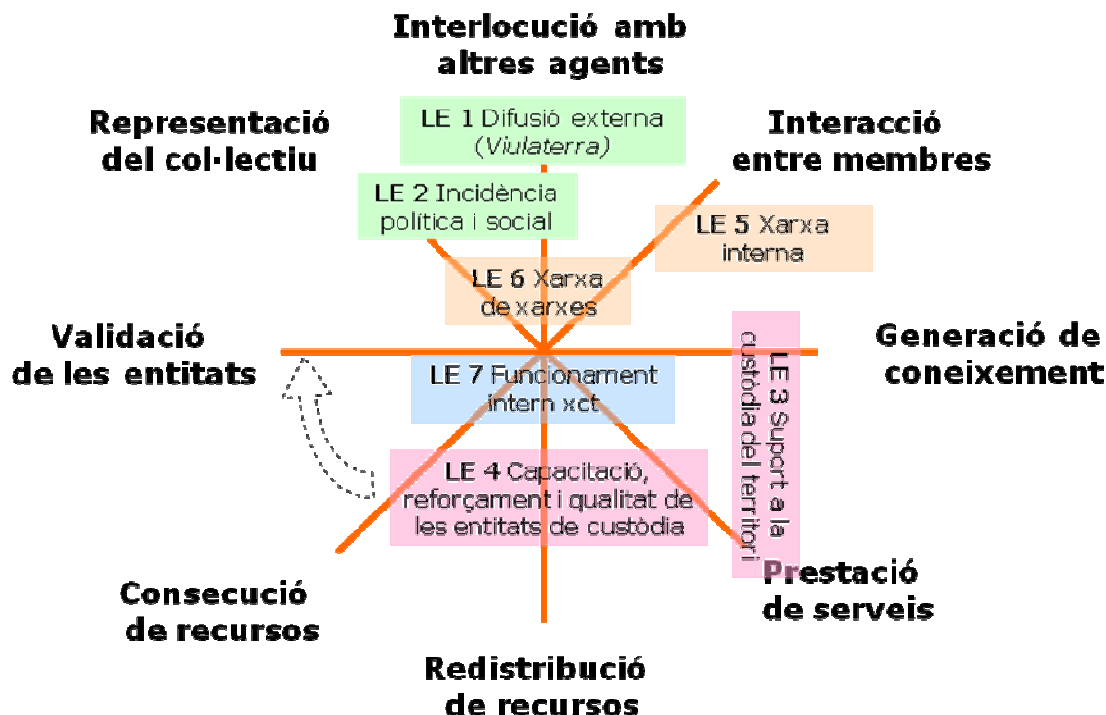 Interlocució amb
altres agents
Representació
del col·lectiu
LE 1 Difusió externa
(Viulaterra)
Interacció
entre membres
LE 2 Incidència
política i social
LE 5 Xarxa
interna
LE 6 Xarxa
de xarxes
Validació
de les entitats
Generació de
coneixement
LE 7 Funcionament
intern xct
LE 3 Suport a la
custòdia del territori
LE 4 Capacitació,
reforçament i qualitat de
les entitats de custòdia
Consecució
de recursos
Prestació
de serveis
Redistribució
de recursos